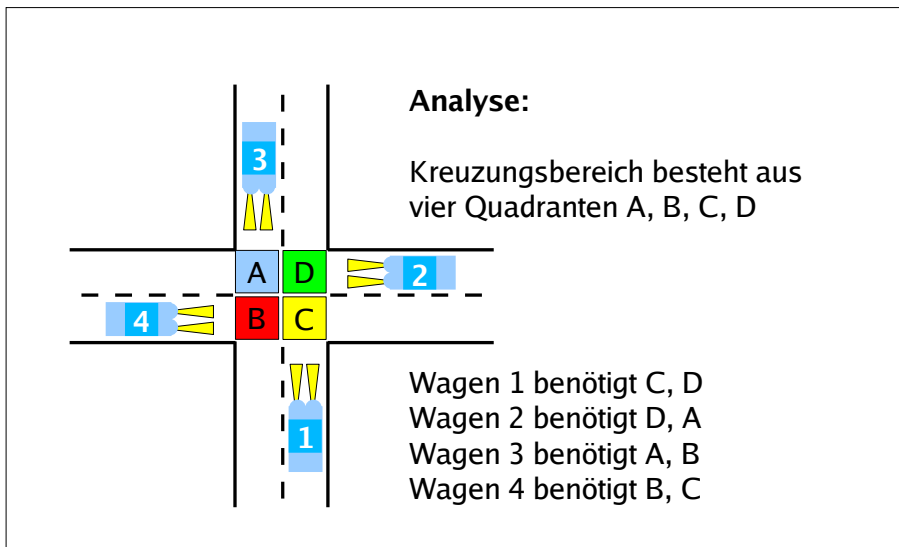 Analyse:
Kreuzungsbereich besteht aus
vier Quadranten A, B, C, D
3
A D
2
4
B C
1
Wagen 1 benötigt C, D
Wagen 2 benötigt D, A
Wagen 3 benötigt A, B
Wagen 4 benötigt B, C